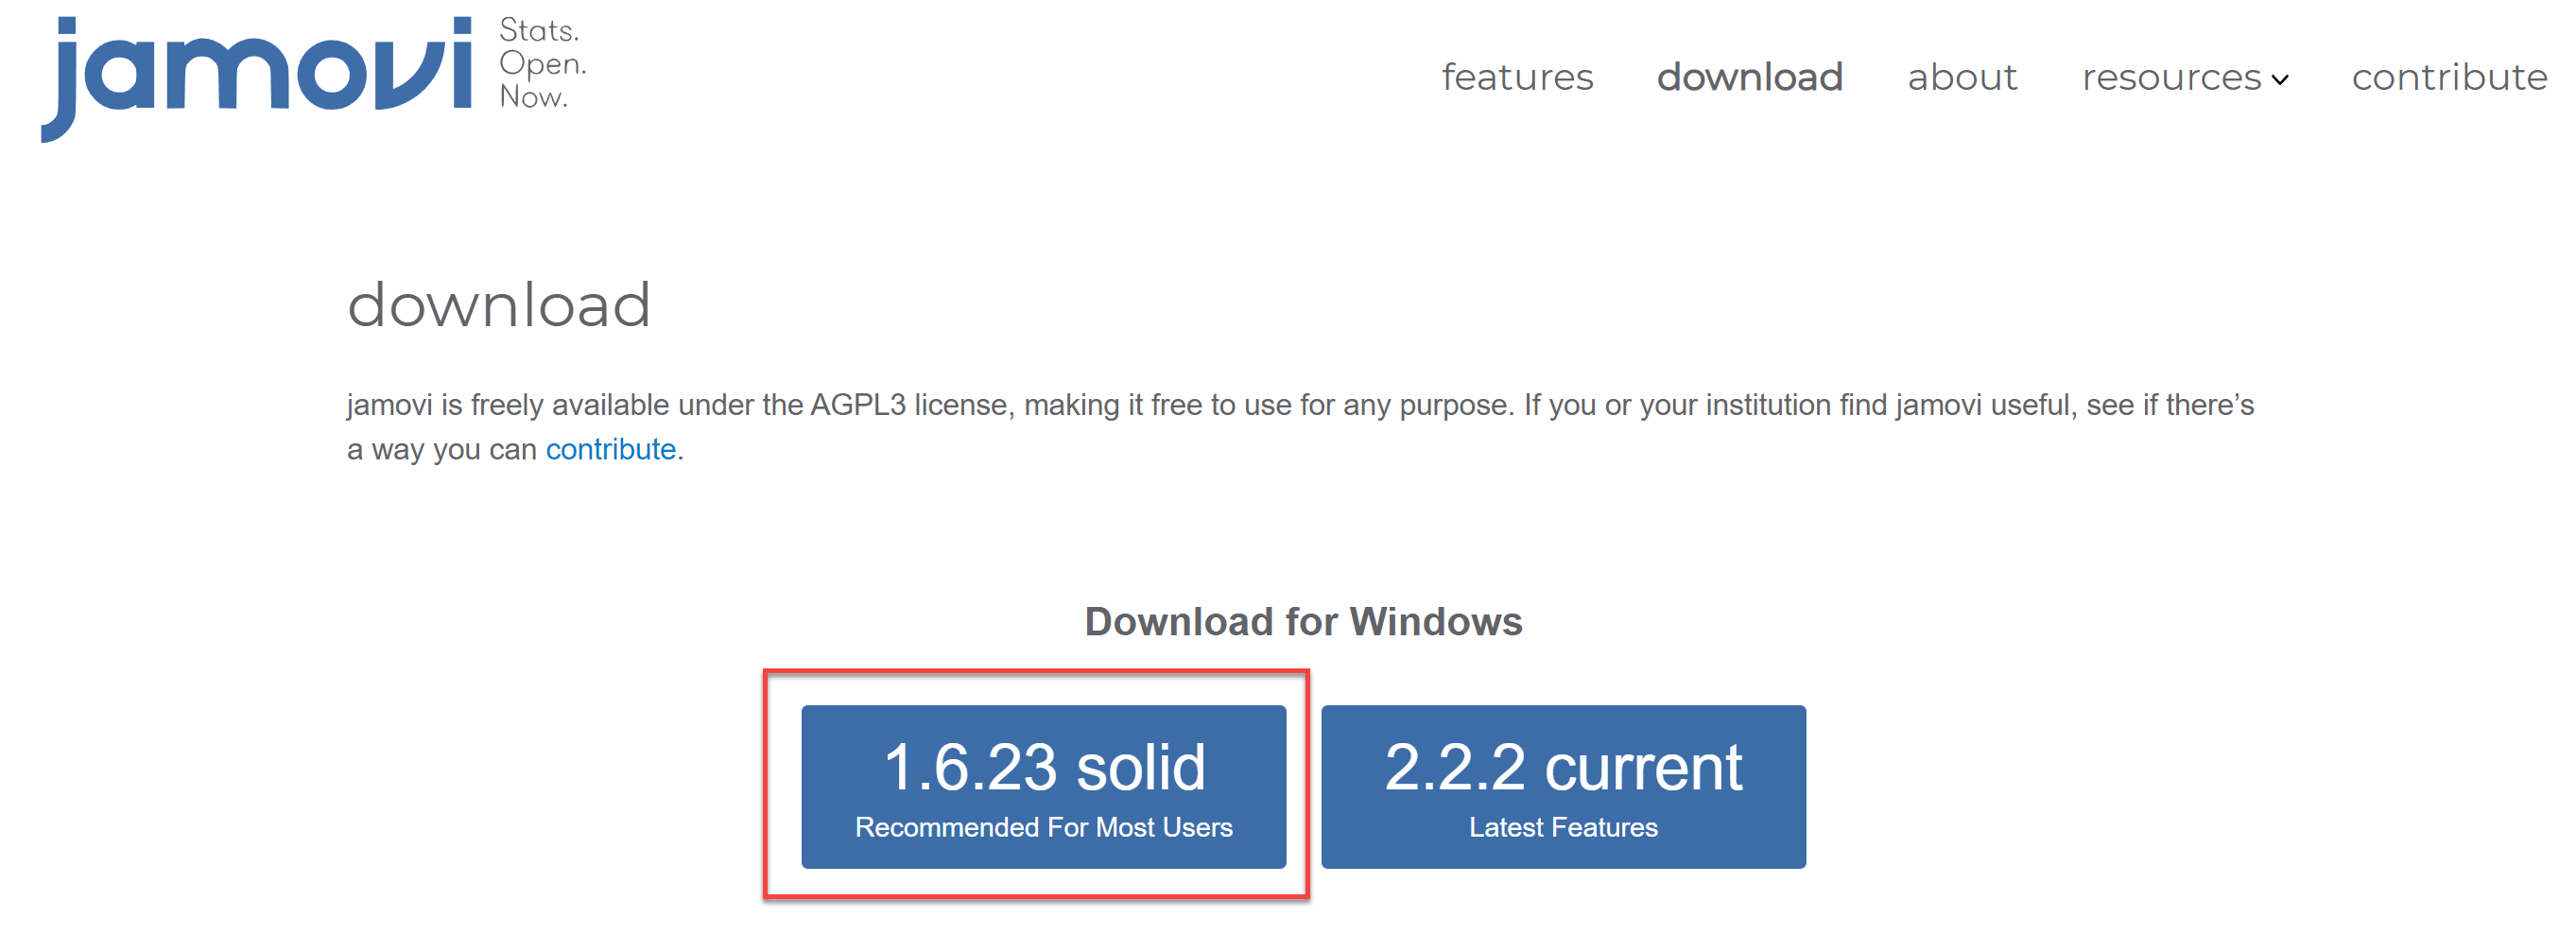 jamovi
Stats.
Open.
Now.
features download about resources contribute
download
jamovi is freely available under the AGPL3 license, making it free to use for any purpose. If you or your institution find jamovi useful, see if there’s
a way you can contribute.
Download for Windows
1.6.23 solid
Recommended For Most Users
2.2.2 current
Latest Features